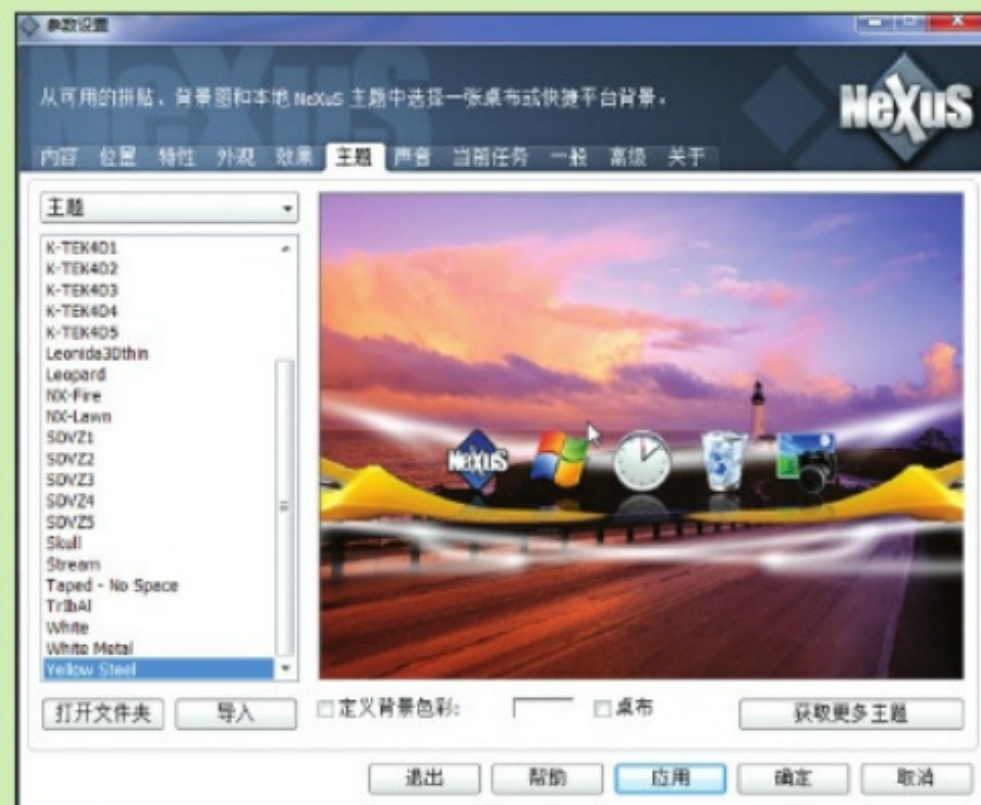 参数设置
从可用的拼贴、背景图和本地 NeXuS 主题中选择一张桌布或快捷平台背景。
NeXuS
内容 位置 特性 外观 效果 主题 声音 当前任务 一般 高级 关于
主题
K-TEK4D1
K-TEK4D2
K-TEK4D3
K-TEK4D4
K-TEK4D5
Leonida3Dthin
Leopard
NX-Fire
NX-Lawn
SDVZ1
SDVZ2
SDVZ3
SDVZ4
SDVZ5
Skull
Stream
Taped - No Space
TrIbAl
White
White Metal
Yellow Steel
NeXuS
打开文件夹 导入 定义背景色彩: 桌布 获取更多主题
退出 帮助 应用 确定 取消